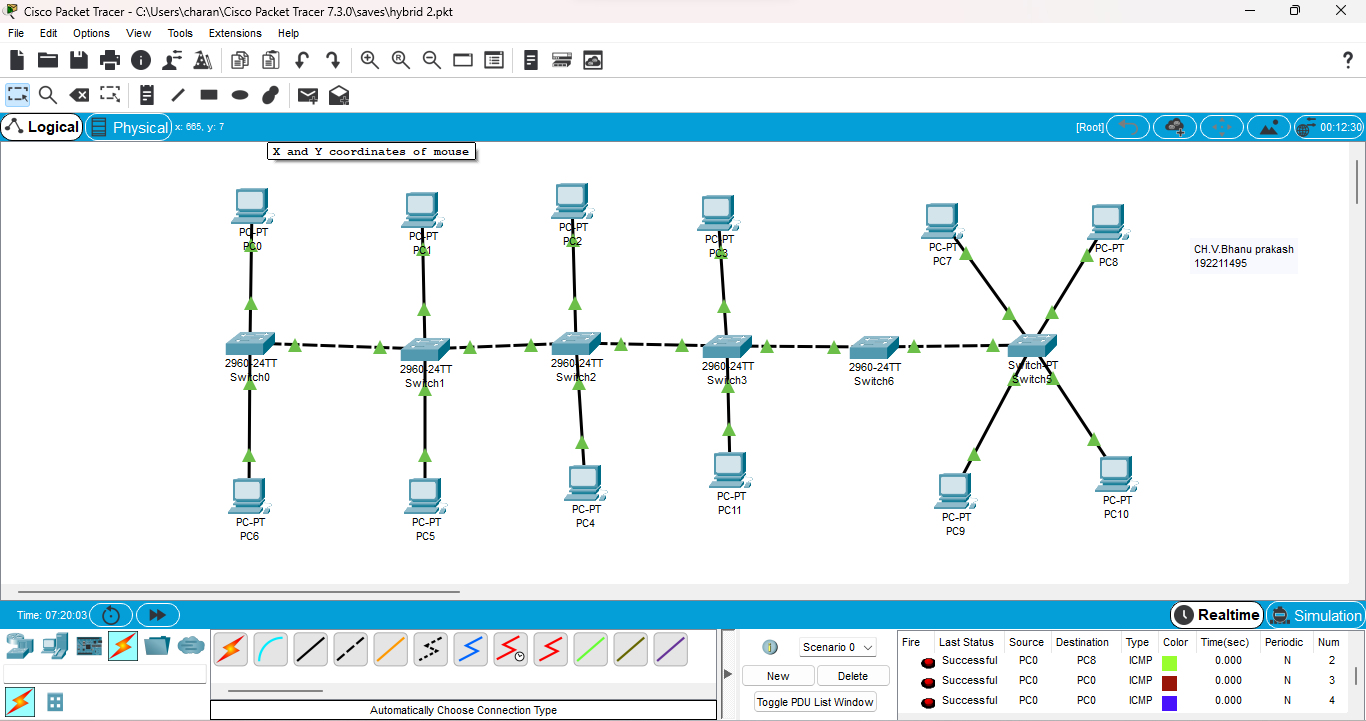 Cisco Packet Tracer - C:\Users\charan\Cisco Packet Tracer 7.3.0\saves\hybrid 2.pkt
File Edit Options View Tools Extensions Help
Logical Physical x: 665, y: 7 [Root] 00:12:30
X and Y coordinates of mouse
PC-PT
PC0
PC-PT
PC1
PC-PT
PC2
PC-PT
PC3
PC-PT
PC7
PC-PT
PC8
CH.V.Bhanu prakash
192211495
2960-24TT
Switch0
2960-24TT
Switch1
2960-24TT
Switch2
2960-24TT
Switch3
2960-24TT
Switch6
Switch-PT
Switch5
PC-PT
PC6
PC-PT
PC5
PC-PT
PC4
PC-PT
PC11
PC-PT
PC9
PC-PT
PC10
Time: 07:20:03 Realtime Simulation
Scenario 0
New Delete
Toggle PDU List Window
Automatically Choose Connection Type
Fire Last Status Source Destination Type Color Time(sec) Periodic Num
Successful PC0 PC8 ICMP 0.000 N 2
Successful PC0 PC0 ICMP 0.000 N 3
Successful PC0 PC0 ICMP 0.000 N 4